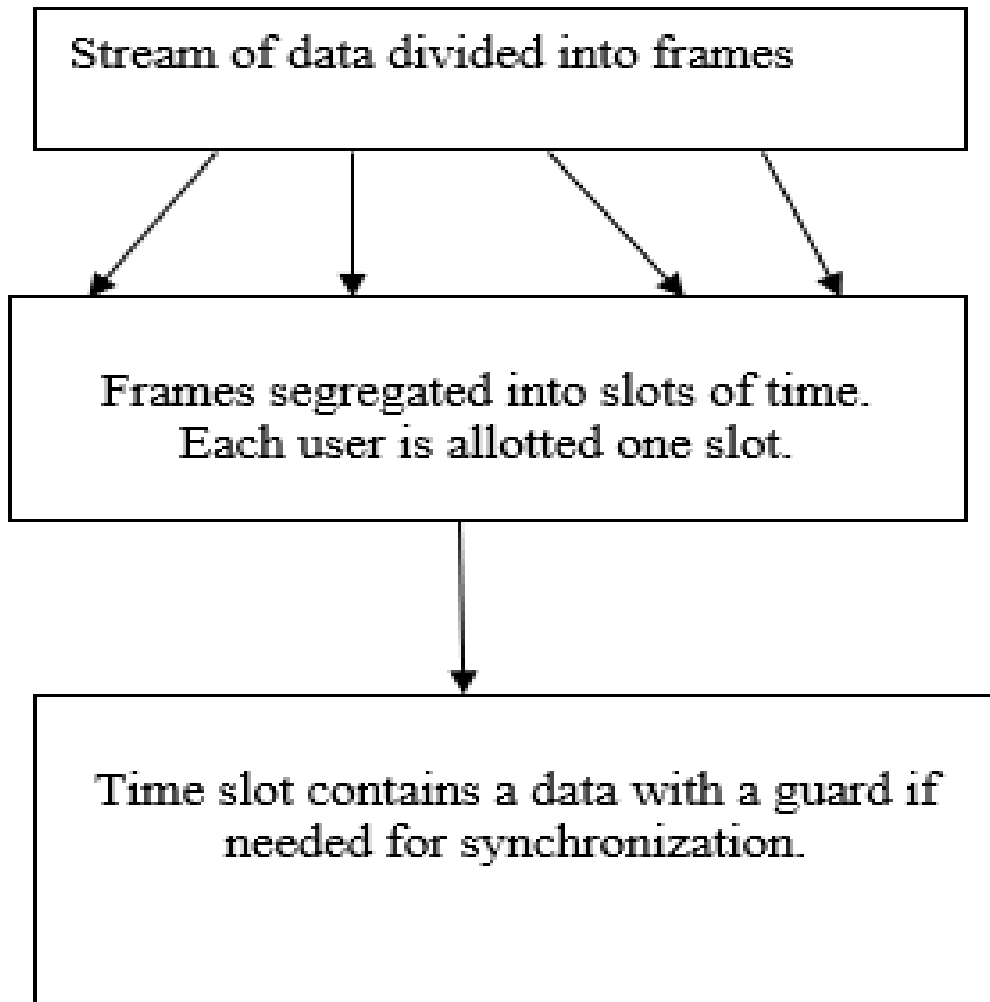 Stream of data divided into frames
Frames segregated into slots of time.
Each user is allotted one slot.
Time slot contains a data with a guard if
needed for synchronization.